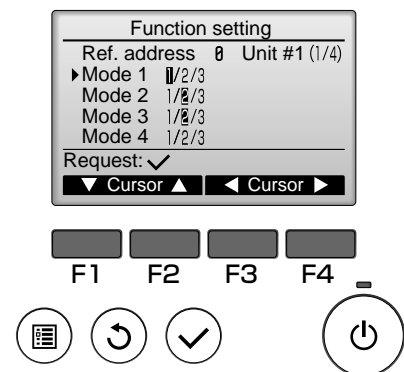 Function setting
Ref. address 0 Unit #1 (1/4)
Mode 1 1/2/3
Mode 2 1/2/3
Mode 3 1/2/3
Mode 4 1/2/3
Request: ✓
▼ Cursor ▲ ◀ Cursor ▶
F1 F2 F3 F4